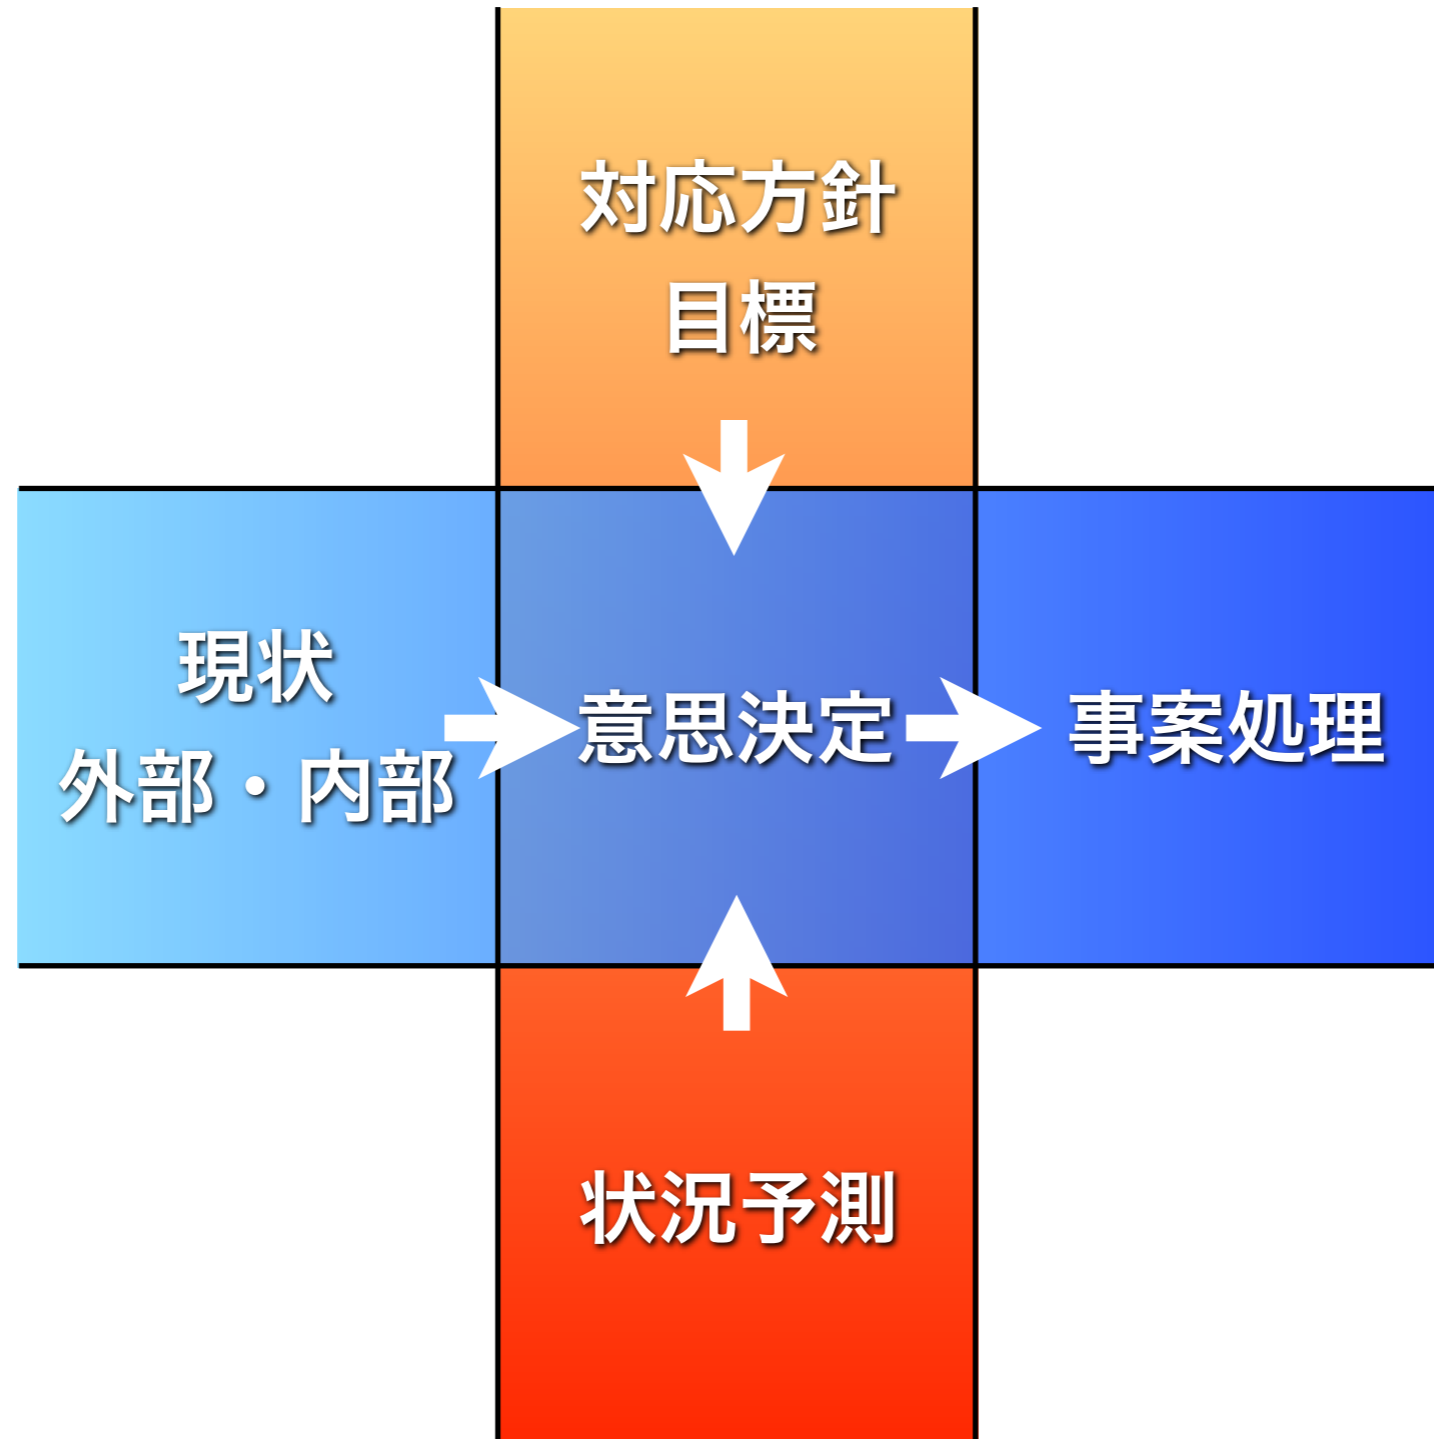 対応方針
目標
現状
外部・内部
意思決定
事案処理
状況予測